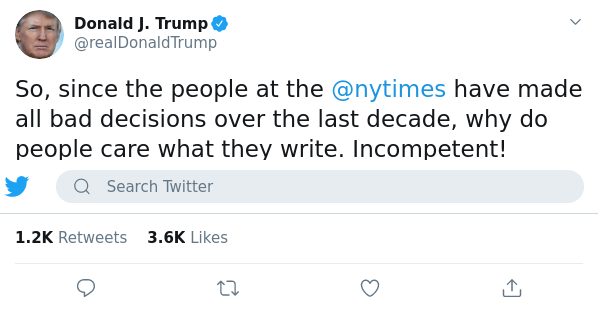 Donald J. Trump
@realDonaldTrump
So, since the people at the @nytimes have made
all bad decisions over the last decade, why do
people care what they write. Incompetent!
Search Twitter
1.2K Retweets 3.6K Likes